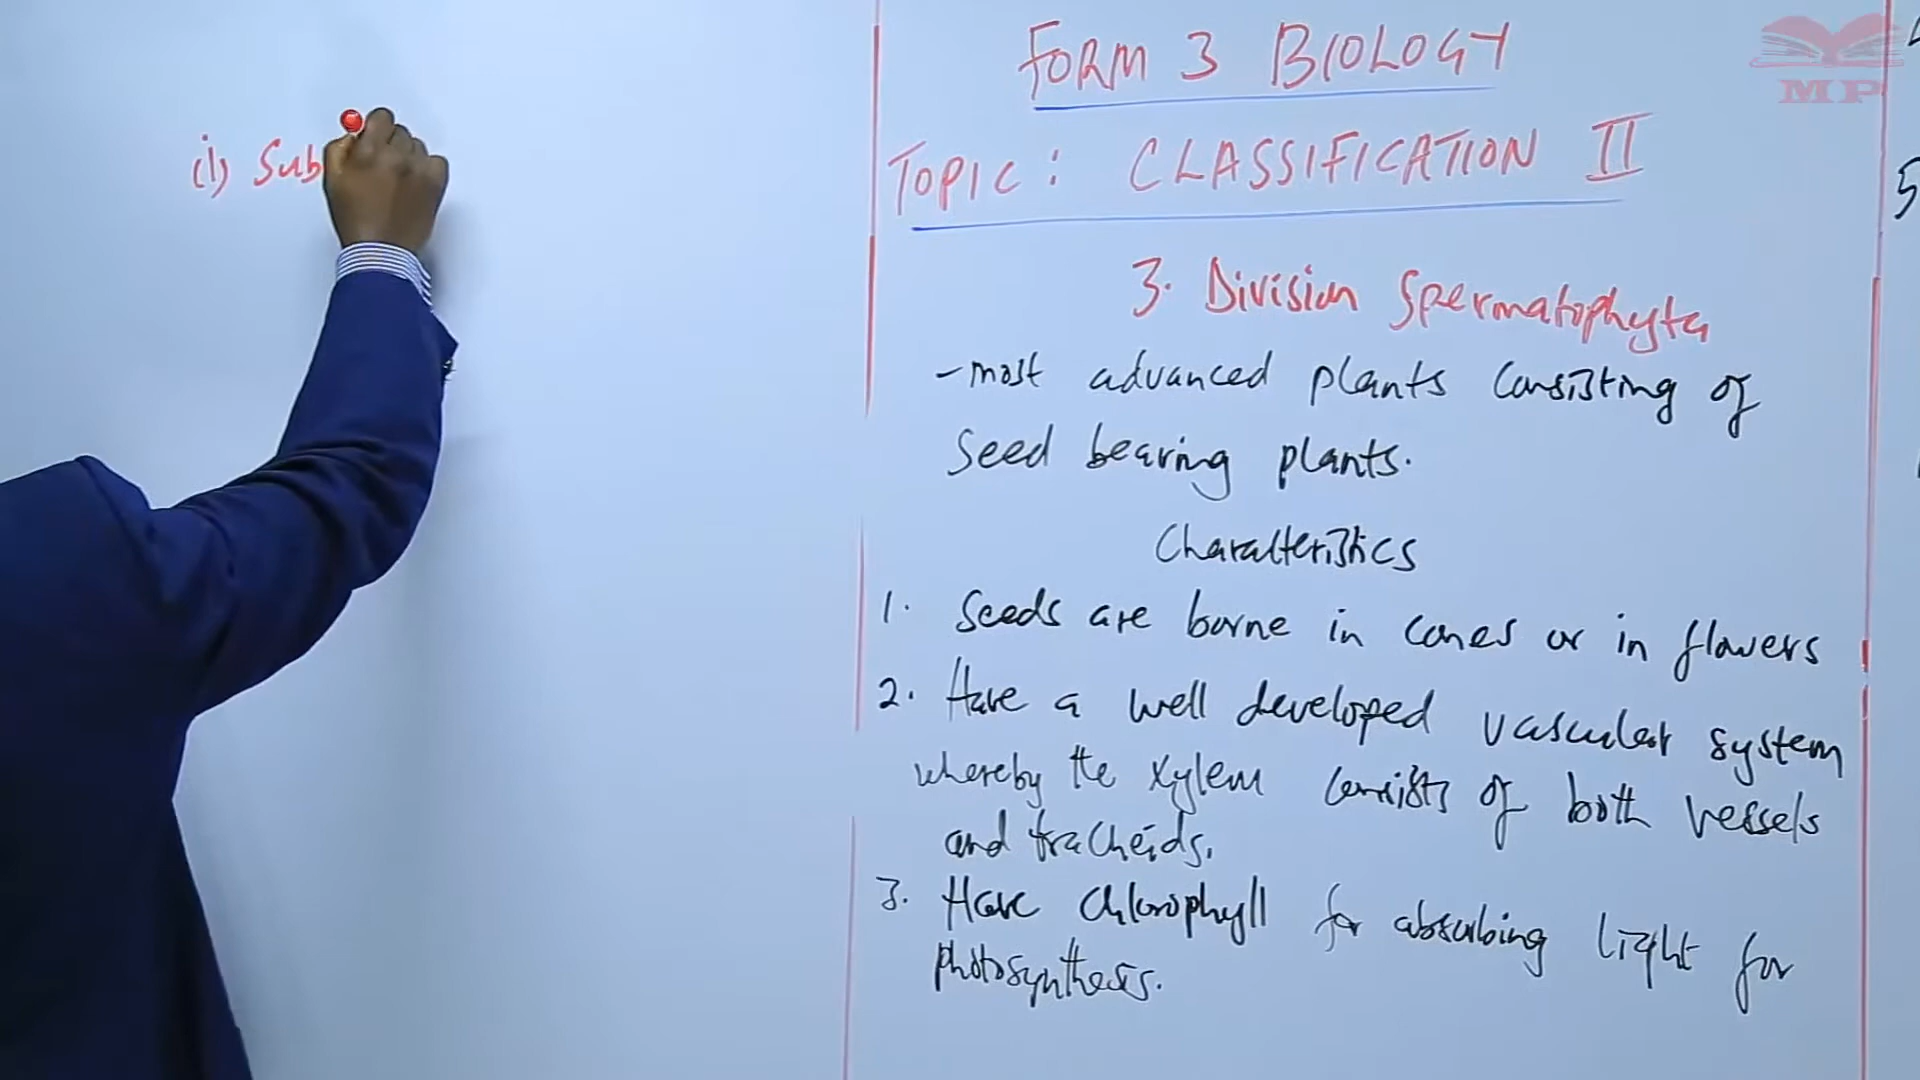 (i) Sub
FORM 3 BIOLOGY
TOPIC: CLASSIFICATION II
3. Division Spermatophyta
- most advanced plants consisting of
seed bearing plants.
Characteristics
1. Seeds are borne in cones or in flowers
2. Have a well developed vascular system
whereby the xylem consists of both vessels
and tracheids.
3. Have chlorophyll for absorbing light for
photosynthesis.
MP
5